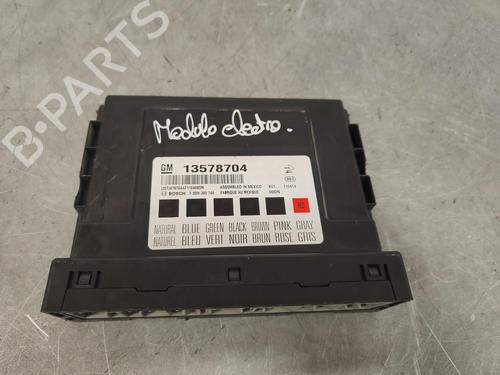 B-PARTS
Modulo electro.
GM 13578704
ASSEMBLED IN MEXICO
BOSCH FABRIQUE AU MEXIQUE
NATURAL BLUE GREEN BLACK BROWN PINK GRAY
NATUREL BLEU VERT NOIR BRUN ROSE GRIS